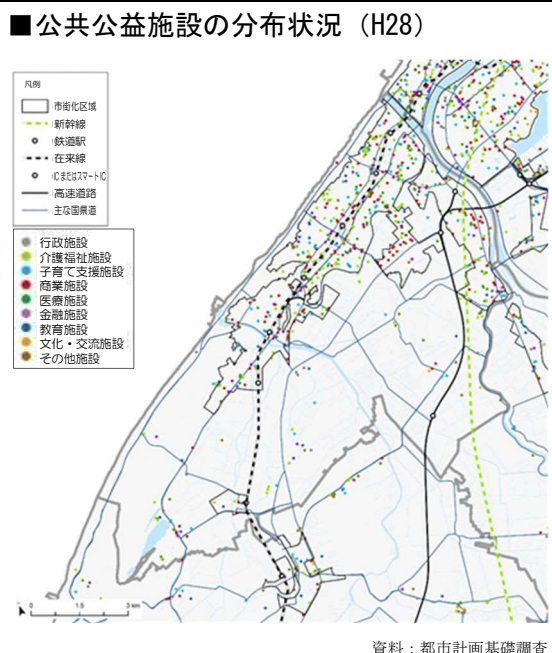 ■公共公益施設の分布状況（H28）
凡例
市街化区域
新幹線
鉄道駅
在来線
ICまたはスマートIC
高速道路
主な国県道
行政施設
介護福祉施設
子育て支援施設
商業施設
医療施設
金融施設
教育施設
文化・交流施設
その他施設
0 1.5 3 km
資料：都市計画基礎調査